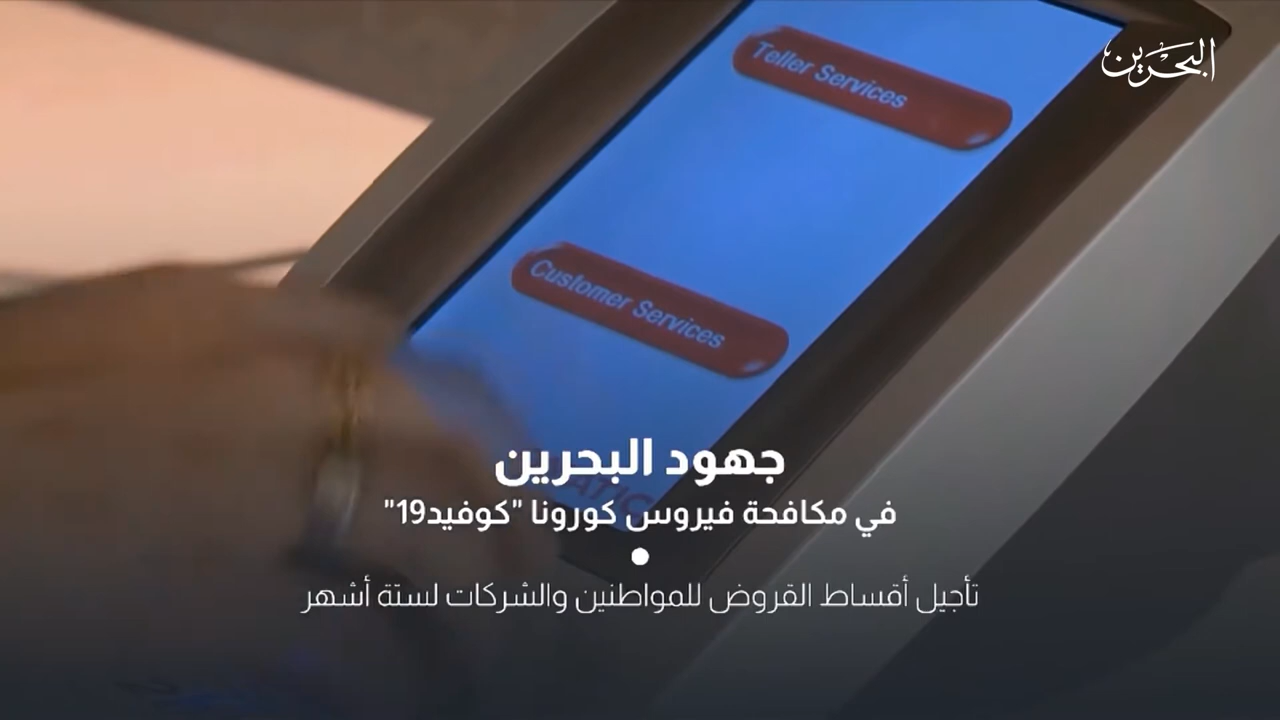 البحرين
Teller Services
Customer Services
جهود البحرين
في مكافحة فيروس كورونا "كوفيد19"
تأجيل أقساط القروض للمواطنين والشركات لستة أشهر